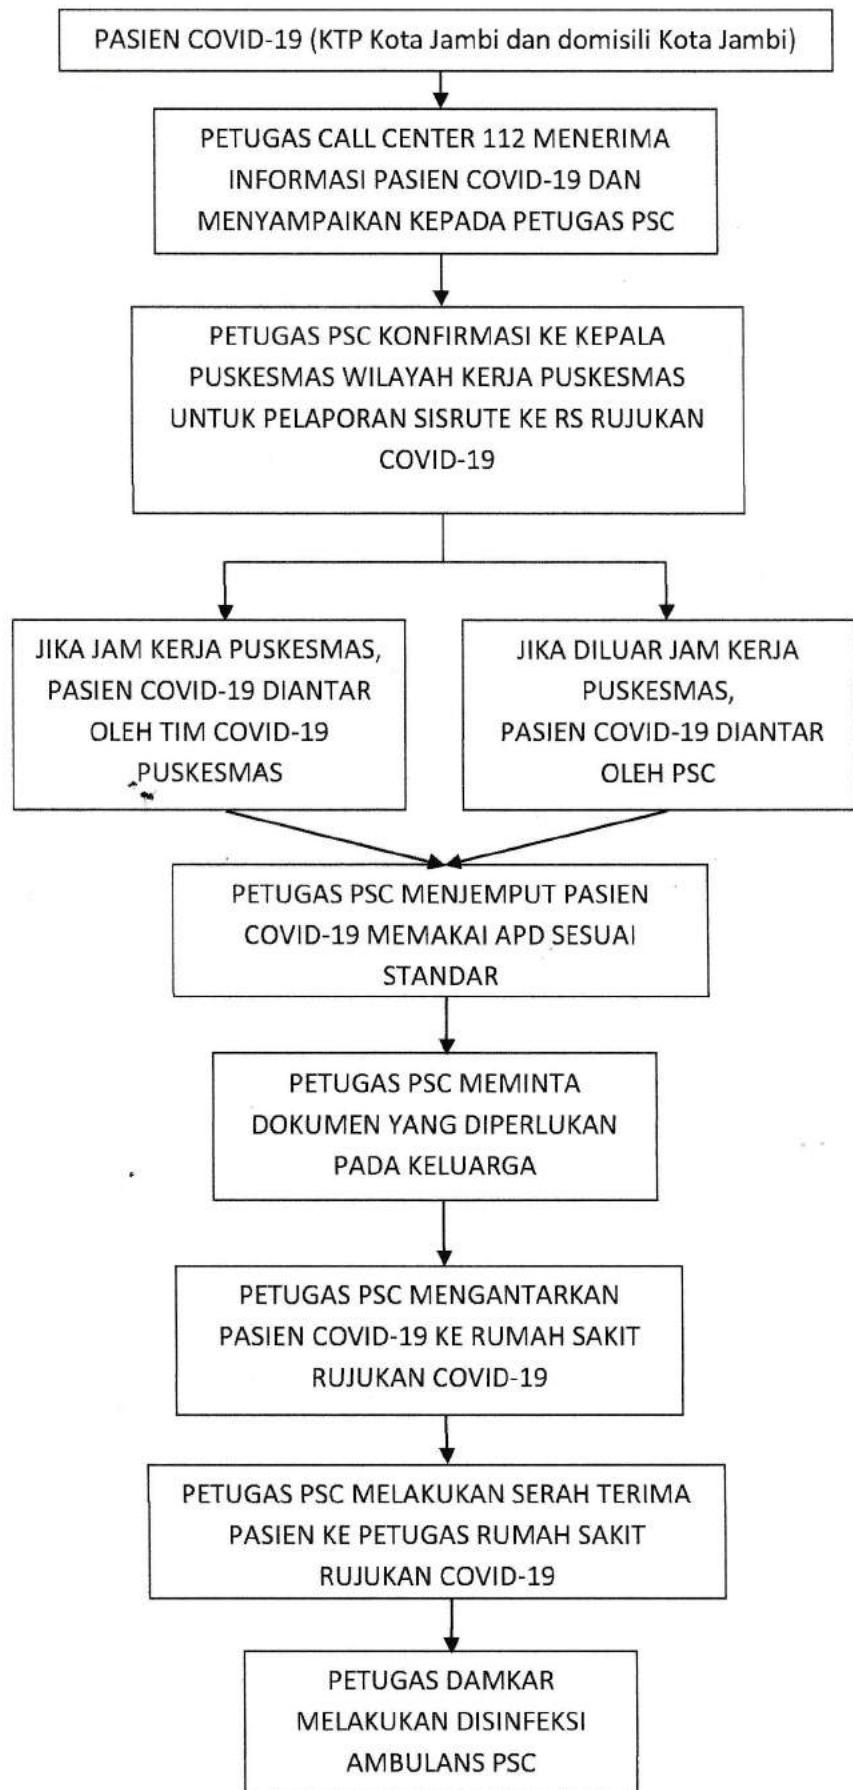 PASIEN COVID-19 (KTP Kota Jambi dan domisili Kota Jambi)
PETUGAS CALL CENTER 112 MENERIMA
INFORMASI PASIEN COVID-19 DAN
MENYAMPAIKAN KEPADA PETUGAS PSC
PETUGAS PSC KONFIRMASI KE KEPALA
PUSKESMAS WILAYAH KERJA PUSKESMAS
UNTUK PELAPORAN SISRUTE KE RS RUJUKAN
COVID-19
JIKA JAM KERJA PUSKESMAS,
PASIEN COVID-19 DIANTAR
OLEH TIM COVID-19
PUSKESMAS
JIKA DILUAR JAM KERJA
PUSKESMAS,
PASIEN COVID-19 DIANTAR
OLEH PSC
PETUGAS PSC MENJEMPUT PASIEN
COVID-19 MEMAKAI APD SESUAI
STANDAR
PETUGAS PSC MEMINTA
DOKUMEN YANG DIPERLUKAN
PADA KELUARGA
PETUGAS PSC MENGANTARKAN
PASIEN COVID-19 KE RUMAH SAKIT
RUJUKAN COVID-19
PETUGAS PSC MELAKUKAN SERAH TERIMA
PASIEN KE PETUGAS RUMAH SAKIT
RUJUKAN COVID-19
PETUGAS DAMKAR
MELAKUKAN DISINFEKSI
AMBULANS PSC